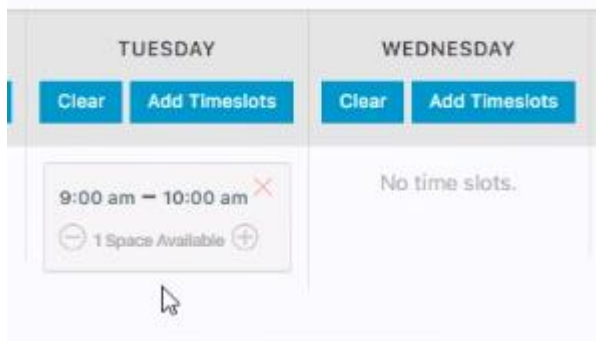 TUESDAY
Clear
Add Timeslots
9:00 am – 10:00 am
1 Space Available
WEDNESDAY
Clear
Add Timeslots
No time slots.